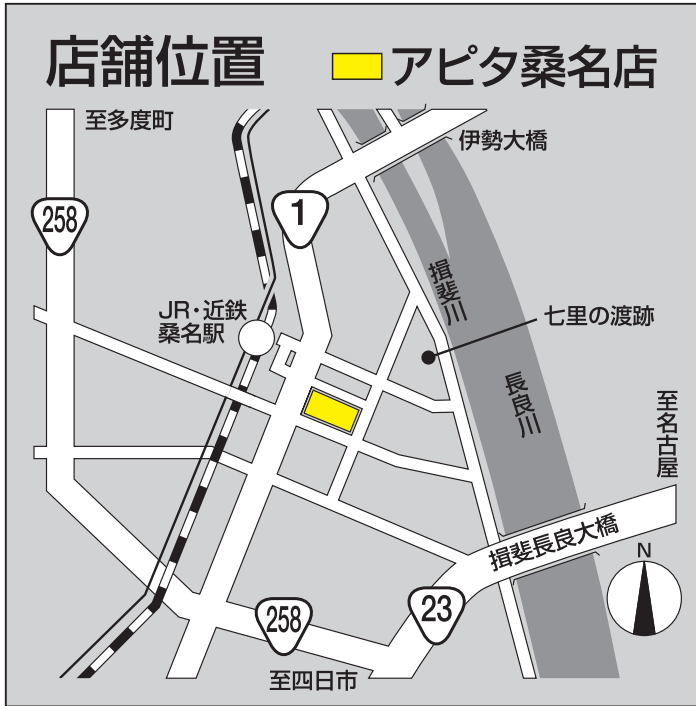 店舗位置
アピタ桑名店
至多度町
伊勢大橋
258
1
揖斐川
JR・近鉄
桑名駅
七里の渡跡
長良川
至名古屋
揖斐長良大橋
N
258
23
至四日市